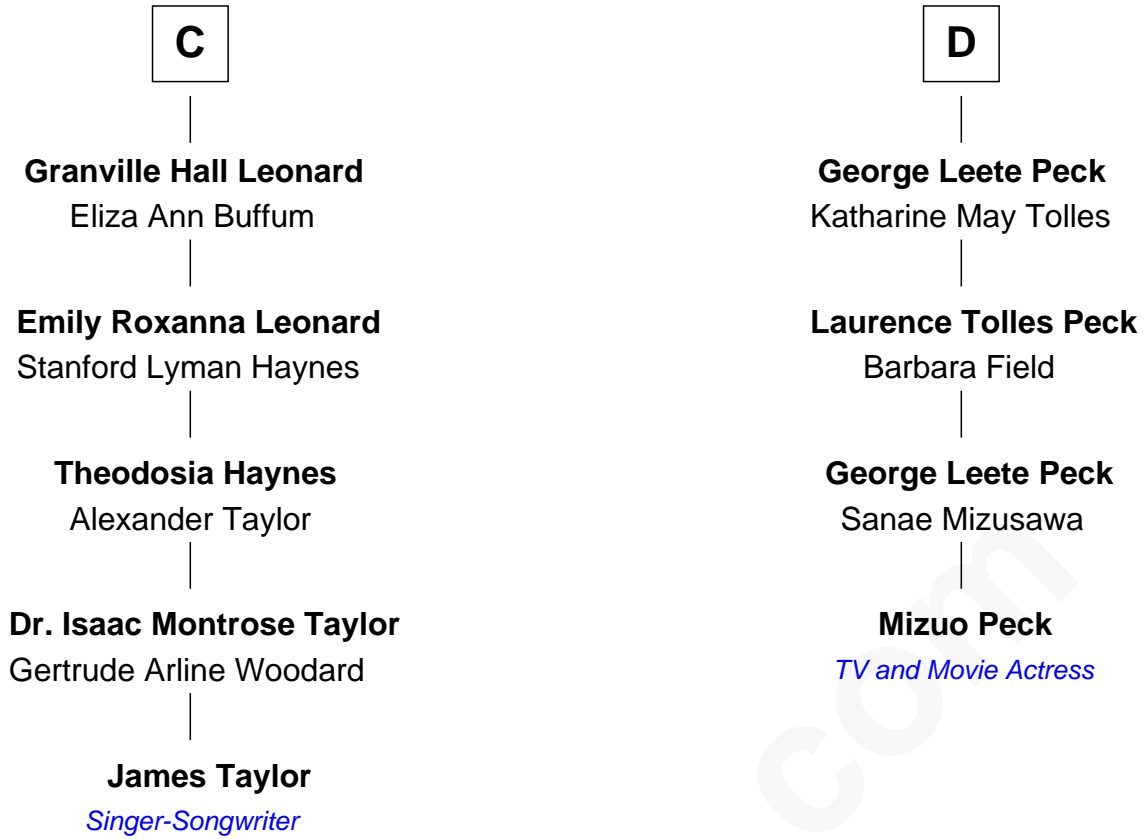 C
Granville Hall Leonard
Eliza Ann Buffum
Emily Roxanna Leonard
Stanford Lyman Haynes
Theodosia Haynes
Alexander Taylor
Dr. Isaac Montrose Taylor
Gertrude Arline Woodard
James Taylor
Singer-Songwriter
D
George Leete Peck
Katharine May Tolles
Laurence Tolles Peck
Barbara Field
George Leete Peck
Sanae Mizusawa
Mizuo Peck
TV and Movie Actress
com